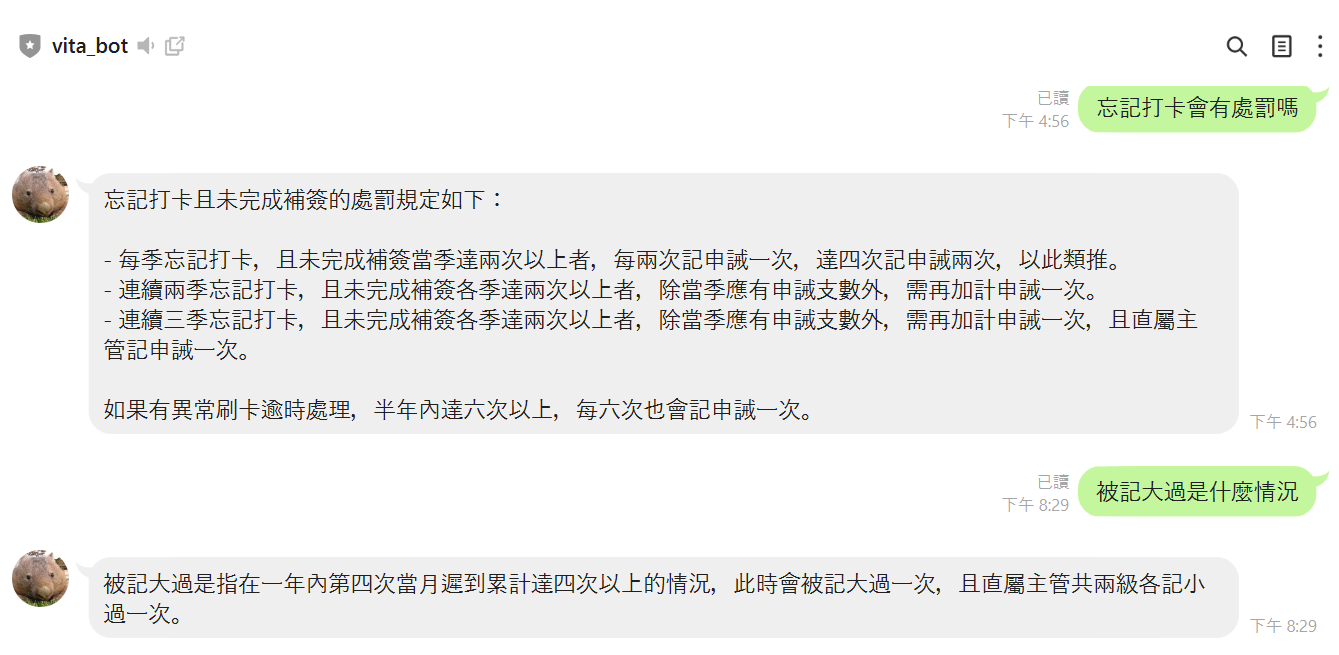 vita_bot
已讀
下午 4:56
忘記打卡會有處罰嗎
忘記打卡且未完成補簽的處罰規定如下：
- 每季忘記打卡，且未完成補簽當季達兩次以上者，每兩次記申誡一次，達四次記申誡兩次，以此類推。
- 連續兩季忘記打卡，且未完成補簽各季達兩次以上者，除當季應有申誡支數外，需再加計申誡一次。
- 連續三季忘記打卡，且未完成補簽各季達兩次以上者，除當季應有申誡支數外，需再加計申誡一次，且直屬主
管記申誡一次。
如果有異常刷卡逾時處理，半年內達六次以上，每六次也會記申誡一次。
下午 4:56
已讀
下午 8:29
被記大過是什麼情況
被記大過是指在一年內第四次當月遲到累計達四次以上的情況，此時會被記大過一次，且直屬主管共兩級各記小
過一次。
下午 8:29